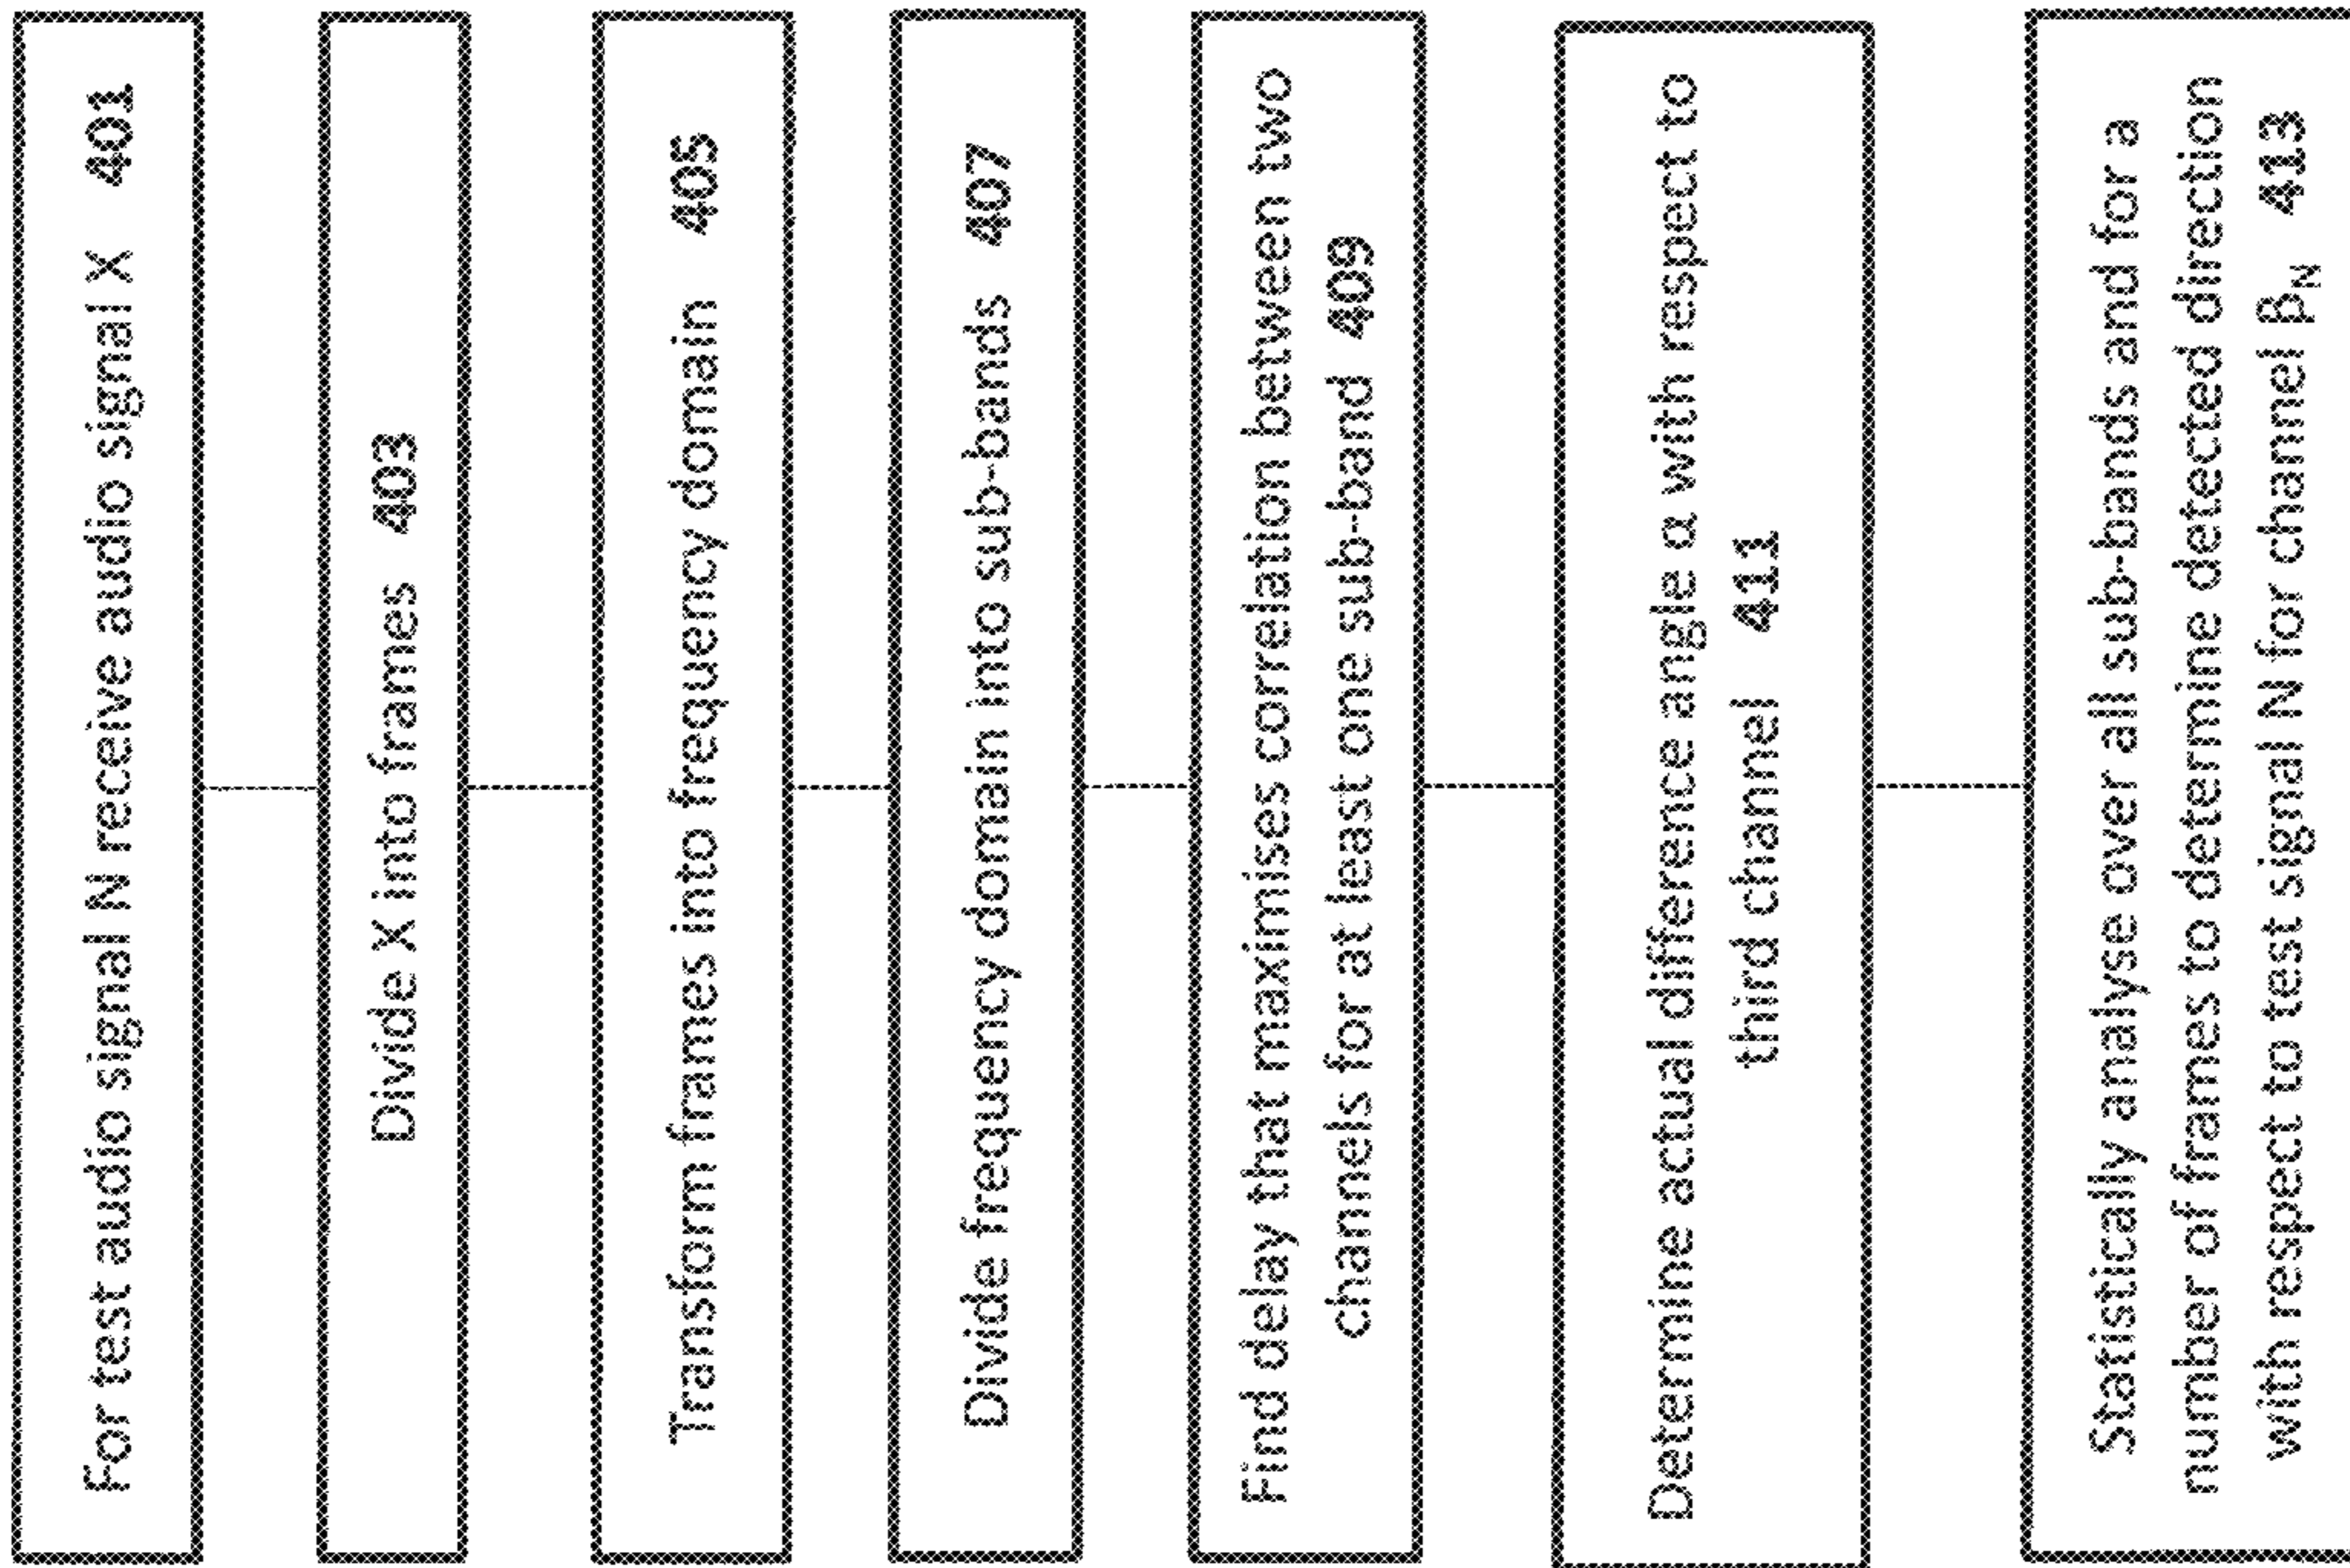 For test audio signal N receive audio signal X 401
Divide X into frames 403
Transform frames into frequency domain 405
Divide frequency domain into sub-bands 407
Find delay that maximises correlation between two
channels for at least one sub-band 409
Determine actual difference angle α with respect to
third channel 411
Statistically analyse over all sub-bands and for a
number of frames to determine detected direction
with respect to test signal N for channel β_N 413